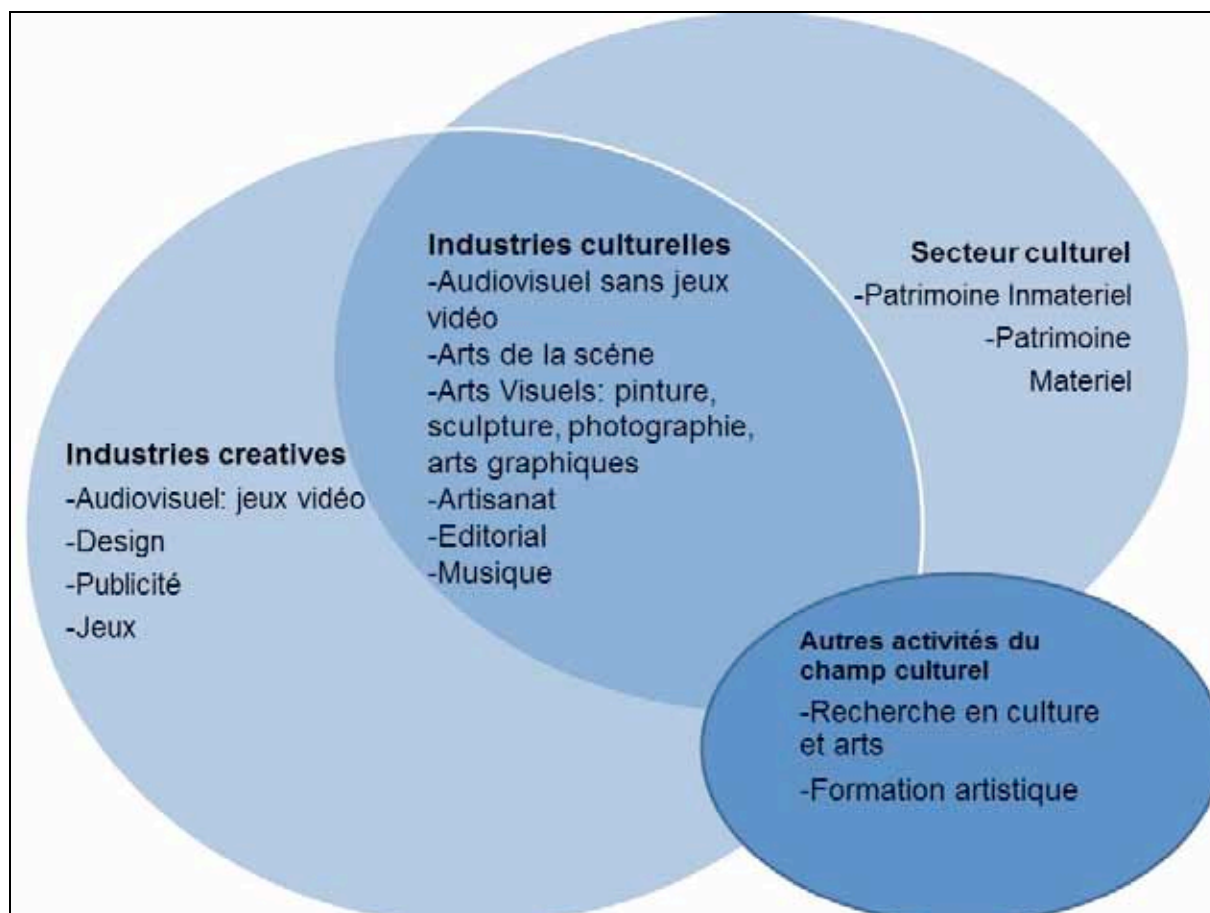 Industries culturelles
-Audiovisuel sans jeux
vidéo
-Arts de la scéne
-Arts Visuels: pinture,
sculpture, photographie,
arts graphiques
-Artisanat
-Editorial
-Musique
Secteur culturel
-Patrimoine Inmateriel
-Patrimoine
Materiel
Industries creatives
-Audiovisuel: jeux vidéo
-Design
-Publicité
-Jeux
Autres activités du
champ culturel
-Recherche en culture
et arts
-Formation artistique